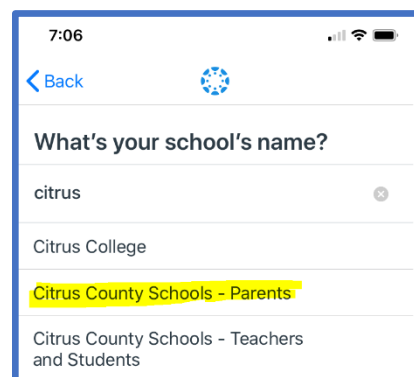 7:06
Back
What's your school's name?
citrus
Citrus College
Citrus County Schools - Parents
Citrus County Schools - Teachers
and Students